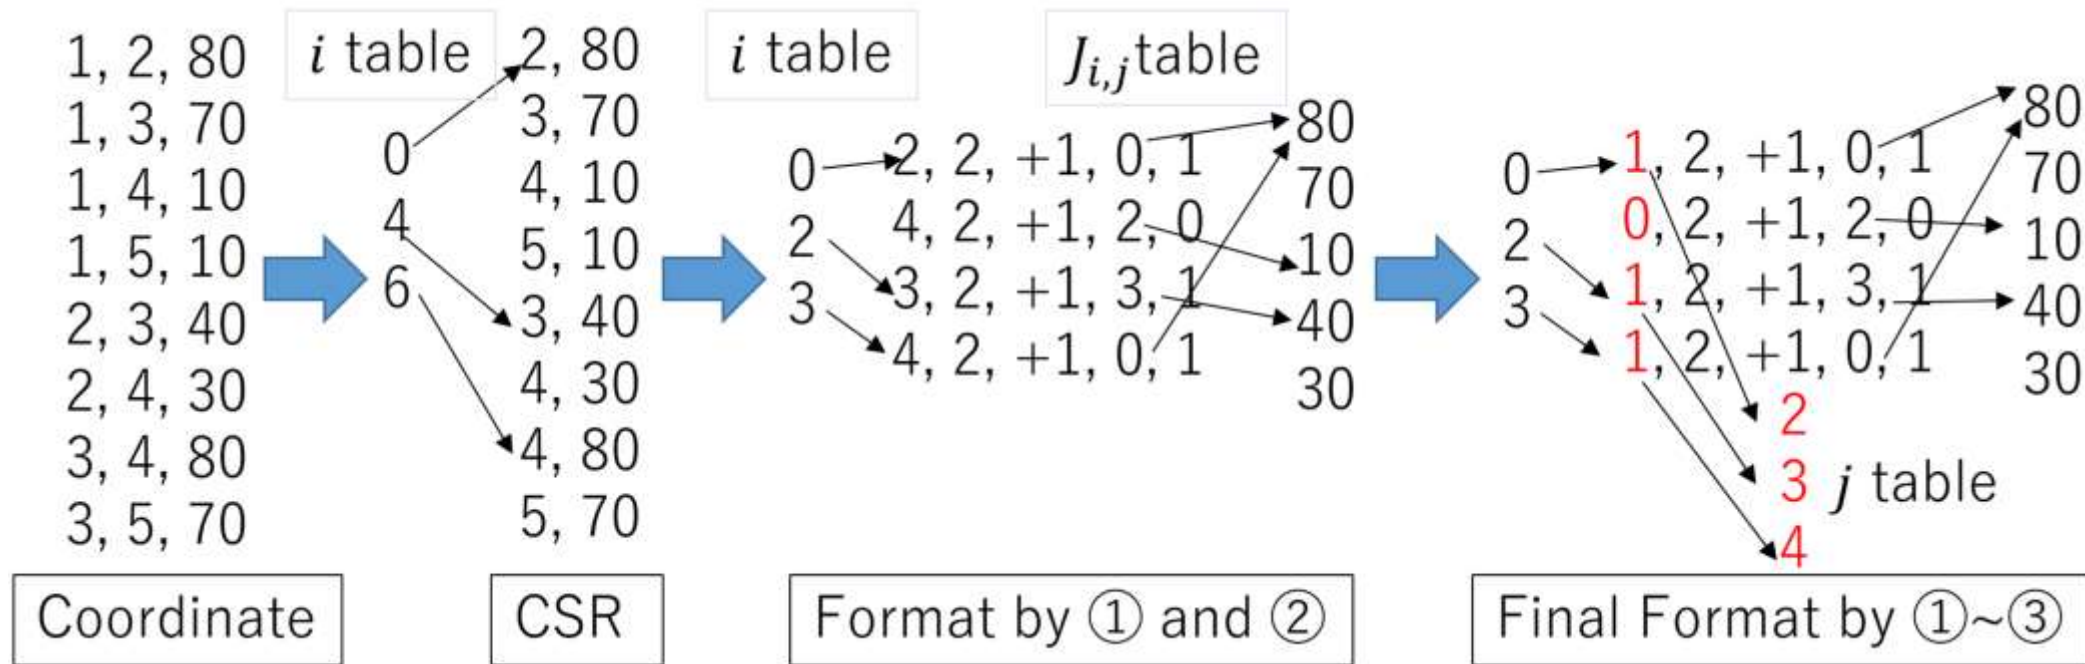 1, 2, 80
1, 3, 70
1, 4, 10
1, 5, 10
2, 3, 40
2, 4, 30
3, 4, 80
3, 5, 70
Coordinate
i table
0
4
6
2, 80
3, 70
4, 10
5, 10
3, 40
4, 30
4, 80
5, 70
CSR
i table
0
2
3
2, 2, +1, 0, 1
4, 2, +1, 2, 0
3, 2, +1, 3, 1
4, 2, +1, 0, 1
J_{i,j} table
80
70
10
40
30
Format by ① and ②
0
2
3
1, 2, +1, 0, 1
0, 2, +1, 2, 0
1, 2, +1, 3, 1
1, 2, +1, 0, 1
2
3
4
j table
80
70
10
40
30
Final Format by ①~③